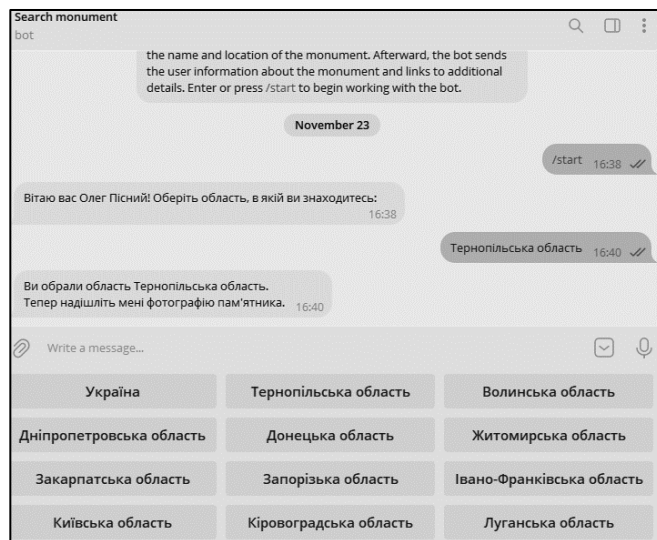 Search monument
bot
the name and location of the monument. Afterward, the bot sends
the user information about the monument and links to additional
details. Enter or press /start to begin working with the bot.
November 23
/start 16:38
Вітаю вас Олег Пісний! Оберіть область, в якій ви знаходитесь:
16:38
Тернопільська область 16:40
Ви обрали область Тернопільська область.
Тепер надішліть мені фотографію пам'ятника. 16:40
Write a message...
Україна Тернопільська область Волинська область
Дніпропетровська область Донецька область Житомирська область
Закарпатська область Запорізька область Івано-Франківська область
Київська область Кіровоградська область Луганська область